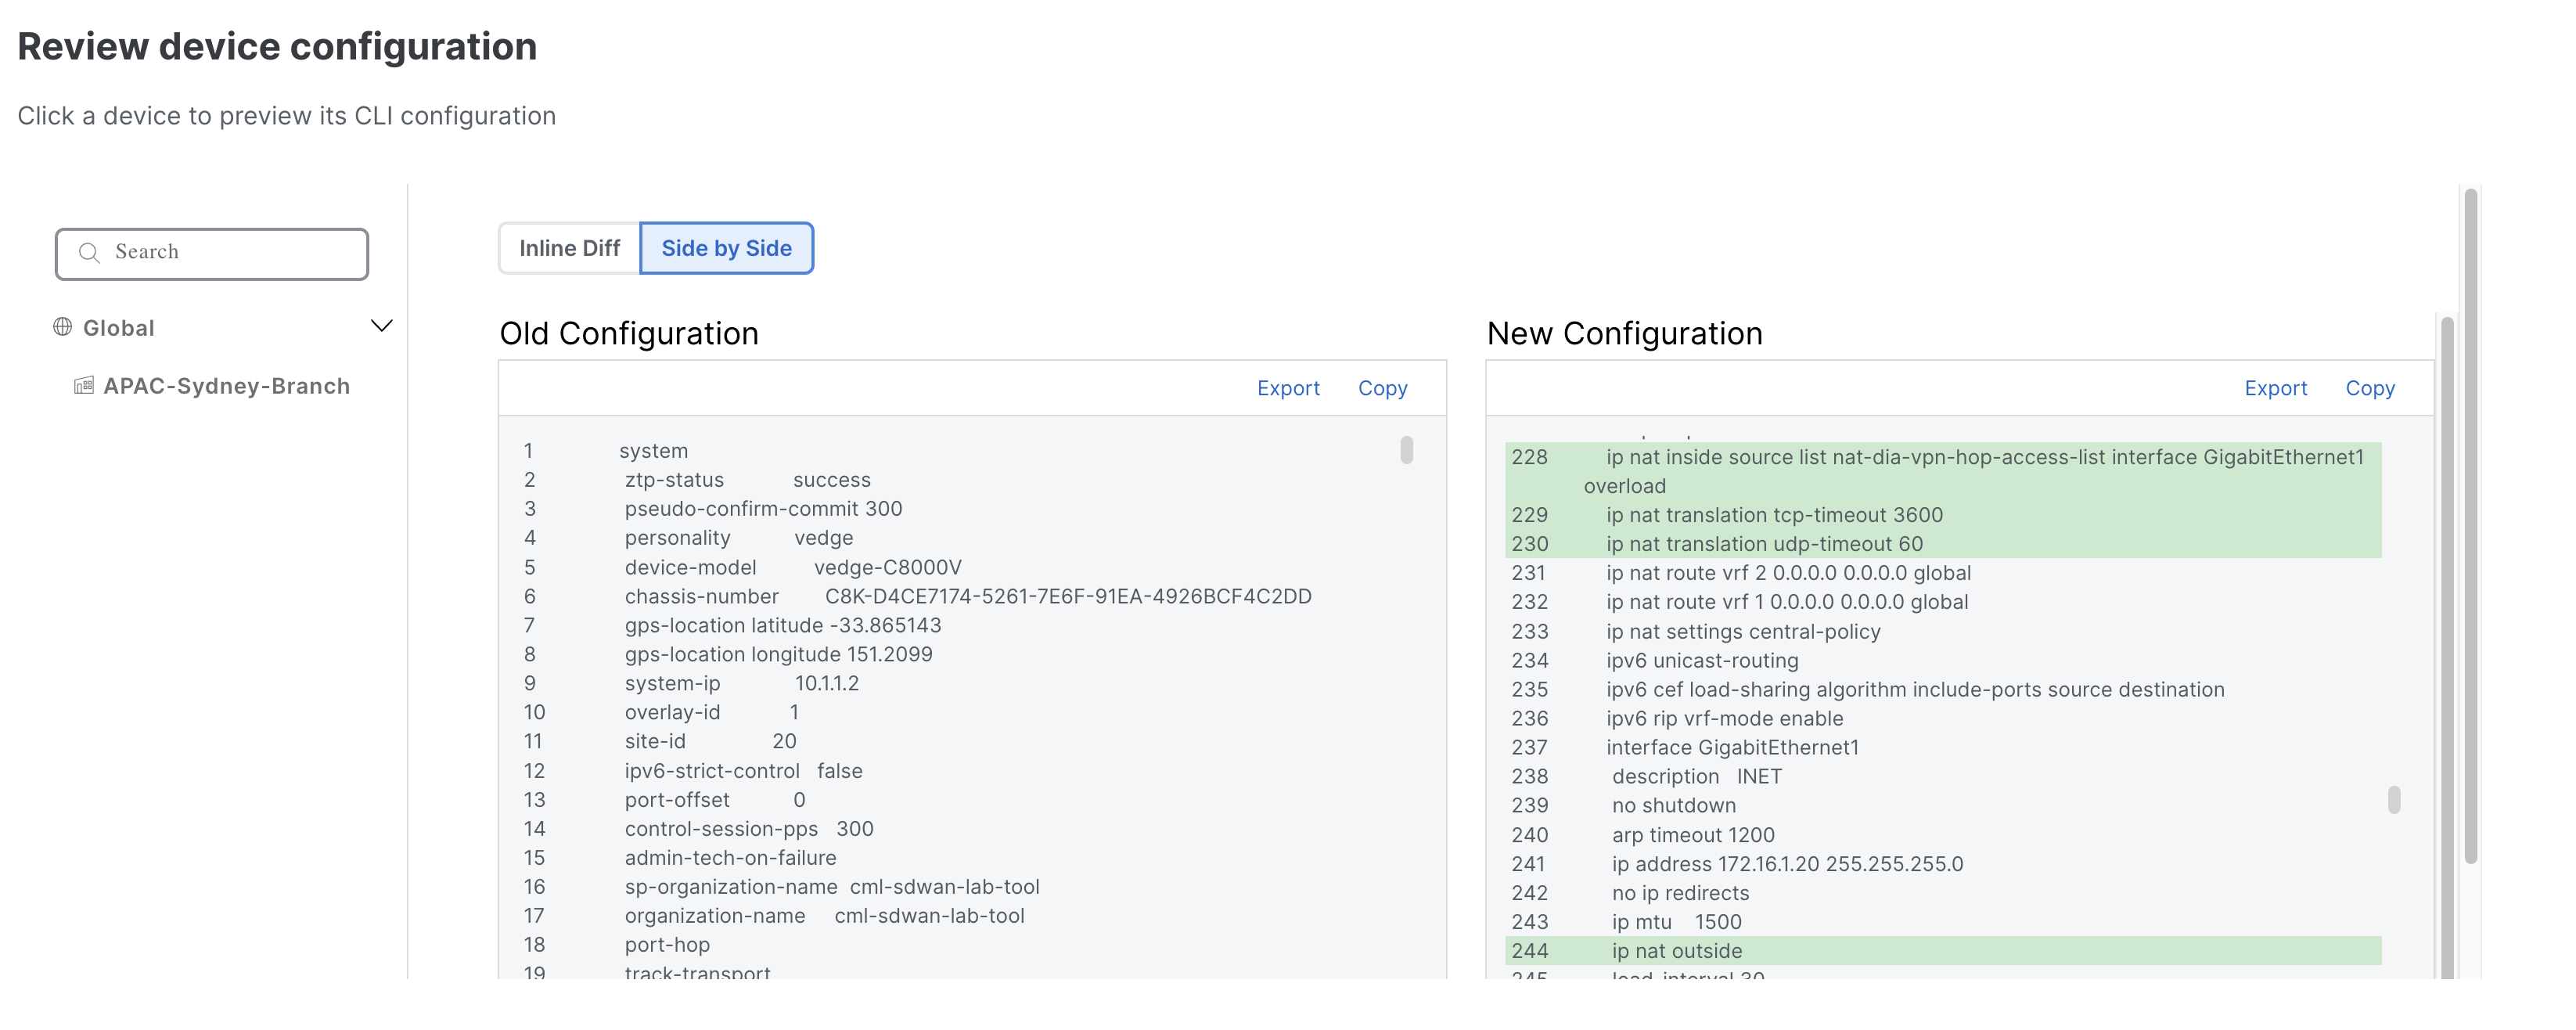 Review device configuration
Click a device to preview its CLI configuration
Search
Global
APAC-Sydney-Branch
Inline Diff
Side by Side
Old Configuration
Export Copy
1 system
2 ztp-status success
3 pseudo-confirm-commit 300
4 personality vedge
5 device-model vedge-C8000V
6 chassis-number C8K-D4CE7174-5261-7E6F-91EA-4926BCF4C2DD
7 gps-location latitude -33.865143
8 gps-location longitude 151.2099
9 system-ip 10.1.1.2
10 overlay-id 1
11 site-id 20
12 ipv6-strict-control false
13 port-offset 0
14 control-session-pps 300
15 admin-tech-on-failure
16 sp-organization-name cml-sdwan-lab-tool
17 organization-name cml-sdwan-lab-tool
18 port-hop
19 track-transport
New Configuration
Export Copy
228 ip nat inside source list nat-dia-vpn-hop-access-list interface GigabitEthernet1
overload
229 ip nat translation tcp-timeout 3600
230 ip nat translation udp-timeout 60
231 ip nat route vrf 2 0.0.0.0 0.0.0.0 global
232 ip nat route vrf 1 0.0.0.0 0.0.0.0 global
233 ip nat settings central-policy
234 ipv6 unicast-routing
235 ipv6 cef load-sharing algorithm include-ports source destination
236 ipv6 rip vrf-mode enable
237 interface GigabitEthernet1
238 description INET
239 no shutdown
240 arp timeout 1200
241 ip address 172.16.1.20 255.255.255.0
242 no ip redirects
243 ip mtu 1500
244 ip nat outside
245 load-interval 30